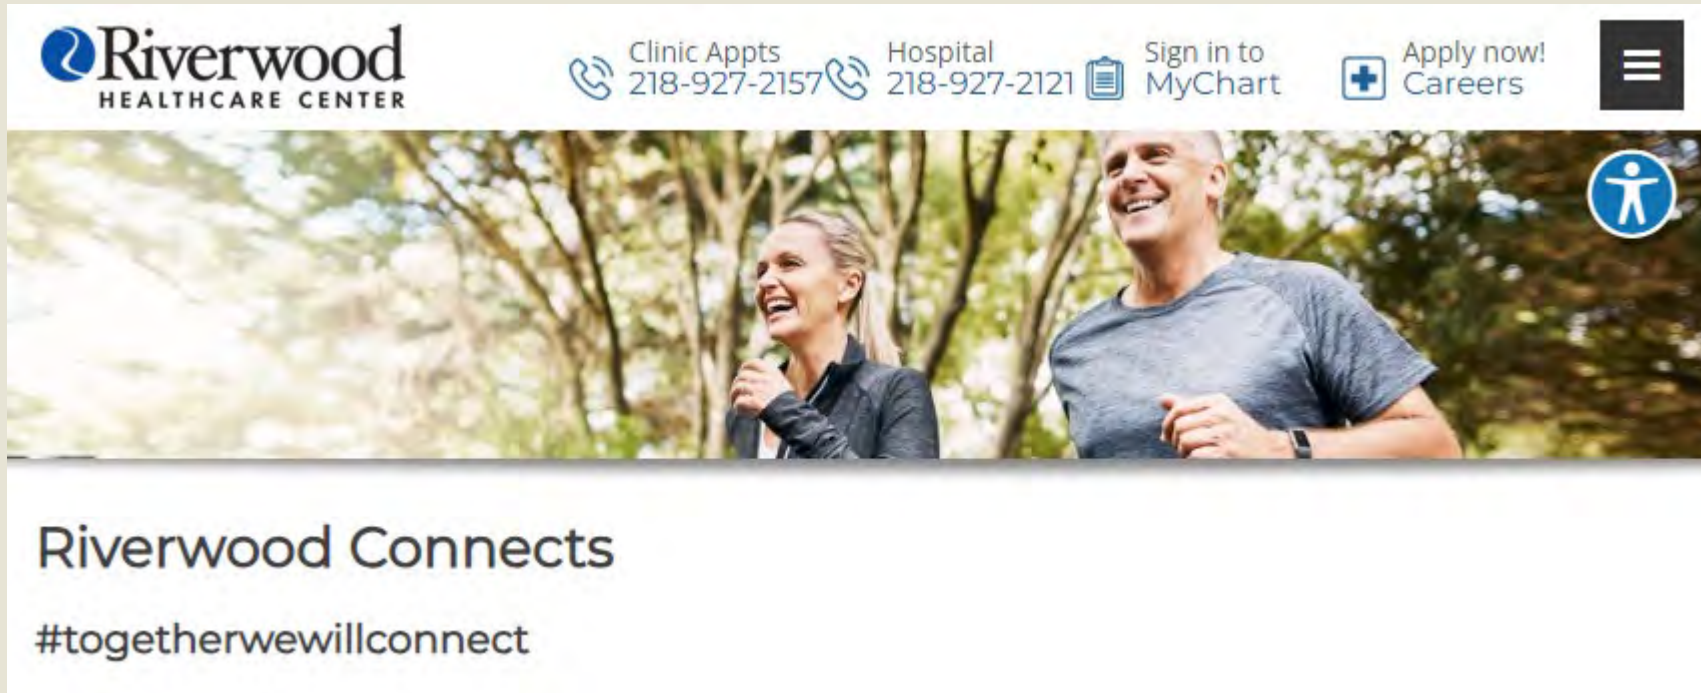 Riverwood
HEALTHCARE CENTER
Clinic Appts
218-927-2157
Hospital
218-927-2121
Sign in to
MyChart
Apply now!
Careers
Riverwood Connects
#togetherwewillconnect